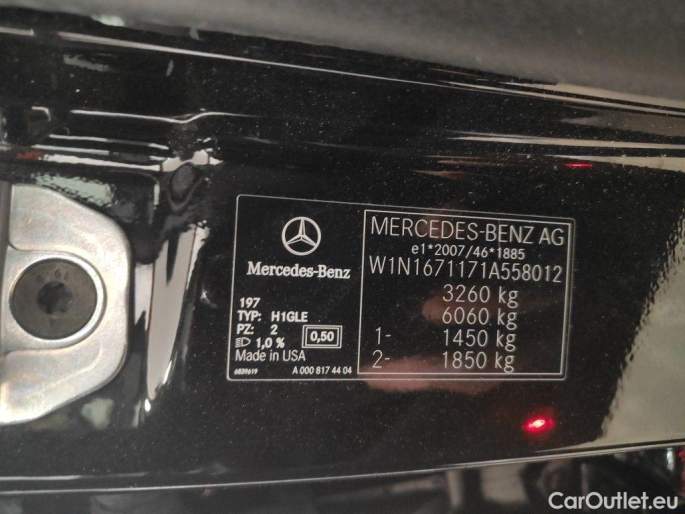 MERCEDES-BENZ AG
e1*2007/46*1885
W1N1671171A558012
3260 kg
6060 kg
1- 1450 kg
2- 1850 kg
Mercedes-Benz
197
TYP: H1GLE
PZ: 2
1,0 % 0,50
Made in USA
6839619 A 000 817 44 04
CarOutlet.eu